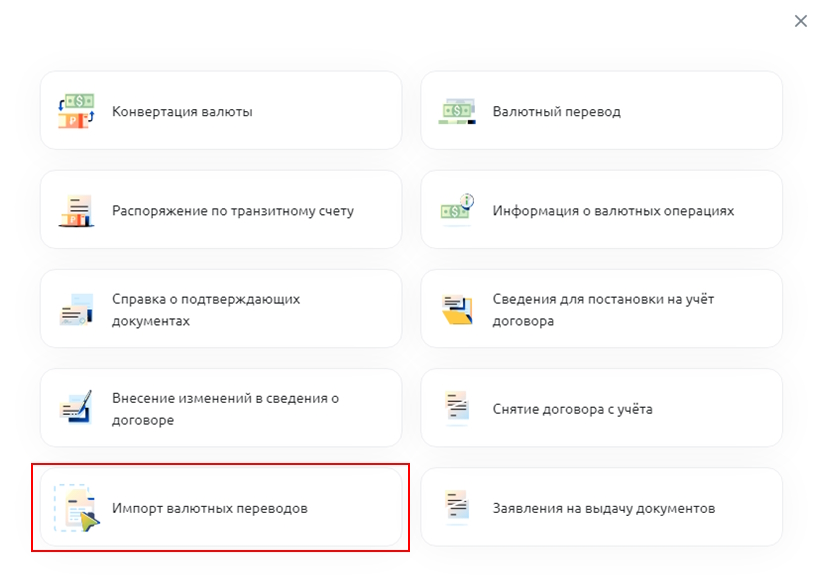 Конвертация валюты
Валютный перевод
Распоряжение по транзитному счету
Информация о валютных операциях
Справка о подтверждающих
документах
Сведения для постановки на учёт
договора
Внесение изменений в сведения о
договоре
Снятие договора с учёта
Импорт валютных переводов
Заявления на выдачу документов